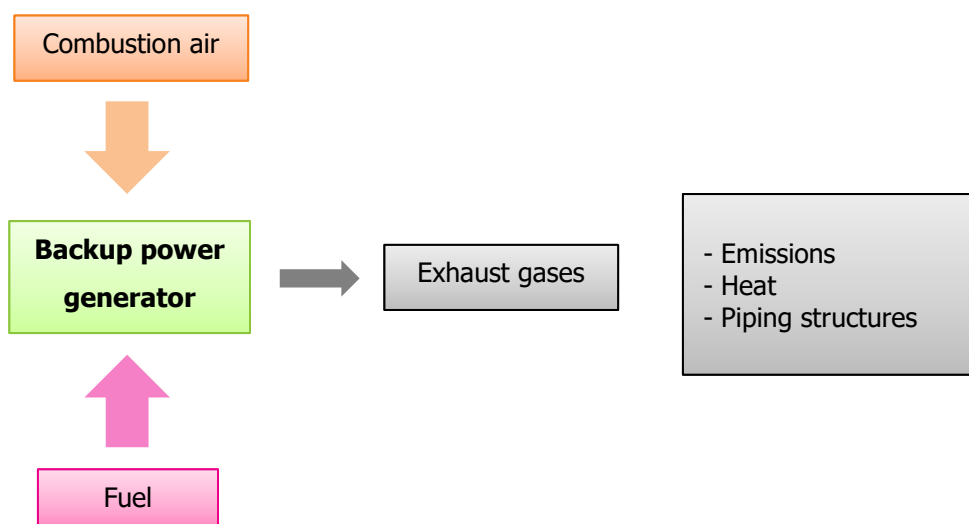 Combustion air
Backup power
generator
Exhaust gases
- Emissions
- Heat
- Piping structures
Fuel